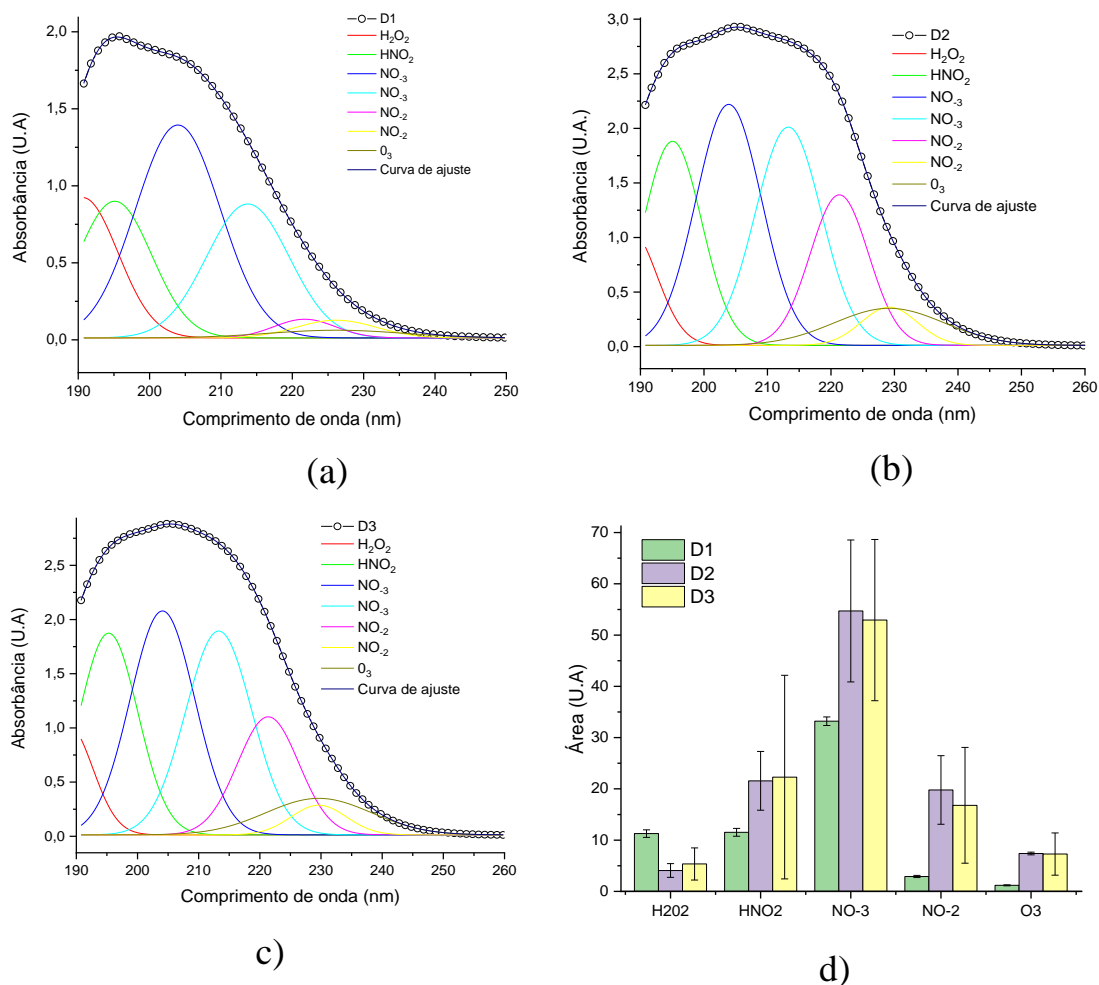 2,0
1,5
1,0
0,5
0,0
Absorbância (U.A)
D1
H₂O₂
HNO₂
NO₋₃
NO₋₃
NO₋₂
NO₋₂
0₃
Curva de ajuste
190 200 210 220 230 240 250
Comprimento de onda (nm)
(a)
3,0
2,5
2,0
1,5
1,0
0,5
0,0
Absorbância (U.A.)
D2
H₂O₂
HNO₂
NO₋₃
NO₋₃
NO₋₂
NO₋₂
0₃
Curva de ajuste
190 200 210 220 230 240 250 260
Comprimento de onda (nm)
(b)
2,5
2,0
1,5
1,0
0,5
0,0
Absorbância (U.A)
D3
H₂O₂
HNO₂
NO₋₃
NO₋₃
NO₋₂
NO₋₂
0₃
Curva de ajuste
190 200 210 220 230 240 250 260
Comprimento de onda (nm)
c)
70
60
50
40
30
20
10
0
Área (U.A)
D1
D2
D3
H202 HNO2 NO-3 NO-2 O3
d)